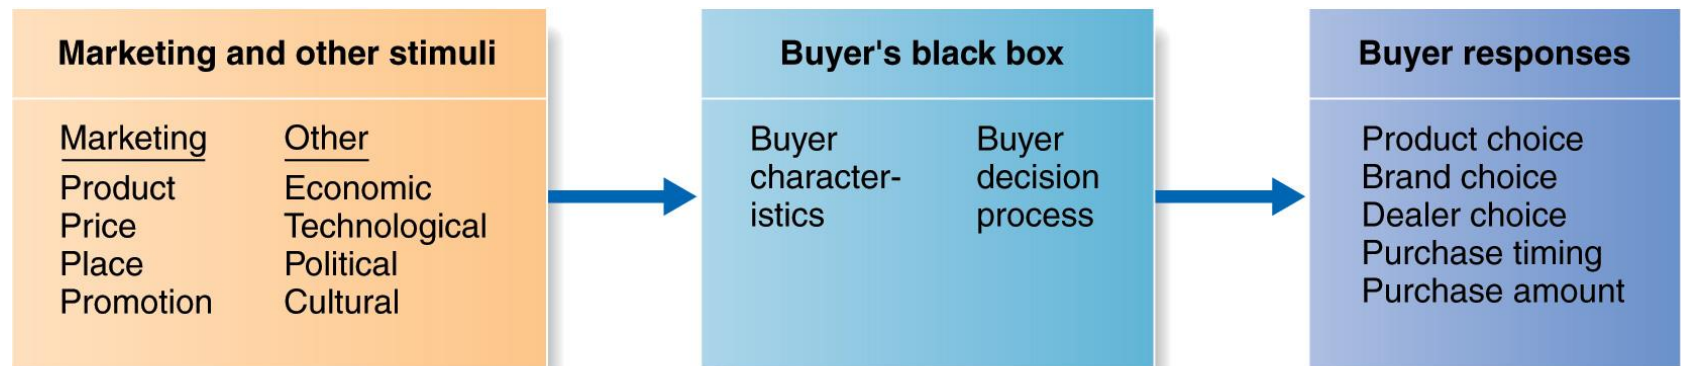 Marketing and other stimuli
Marketing
Product
Price
Place
Promotion
Other
Economic
Technological
Political
Cultural
Buyer's black box
Buyer
character-
istics
Buyer
decision
process
Buyer responses
Product choice
Brand choice
Dealer choice
Purchase timing
Purchase amount